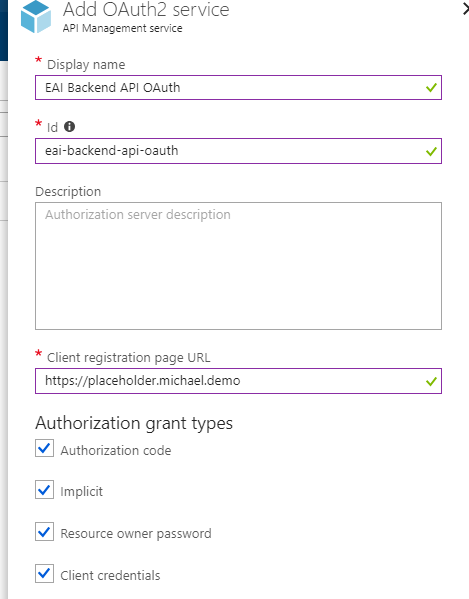 Add OAuth2 service
API Management service
* Display name
EAI Backend API OAuth
* Id
eai-backend-api-oauth
Description
Authorization server description
* Client registration page URL
https://placeholder.michael.demo
Authorization grant types
Authorization code
Implicit
Resource owner password
Client credentials